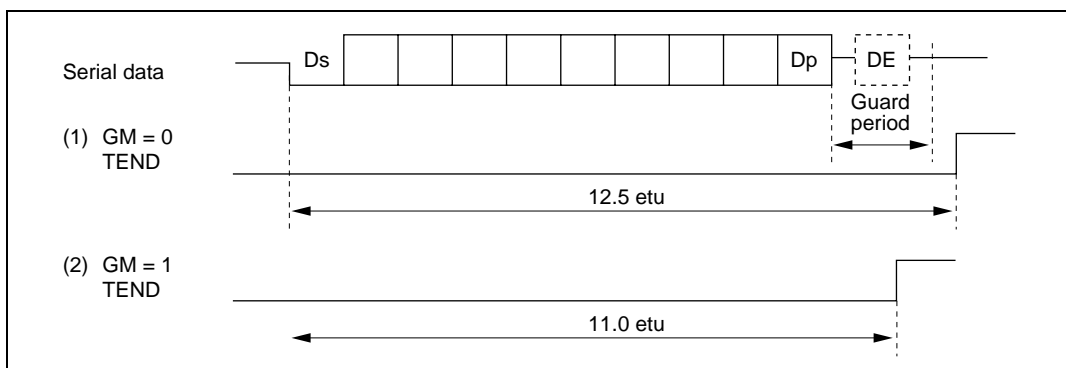 Serial data
Ds
Dp
DE
Guard
period
(1) GM = 0
TEND
12.5 etu
(2) GM = 1
TEND
11.0 etu